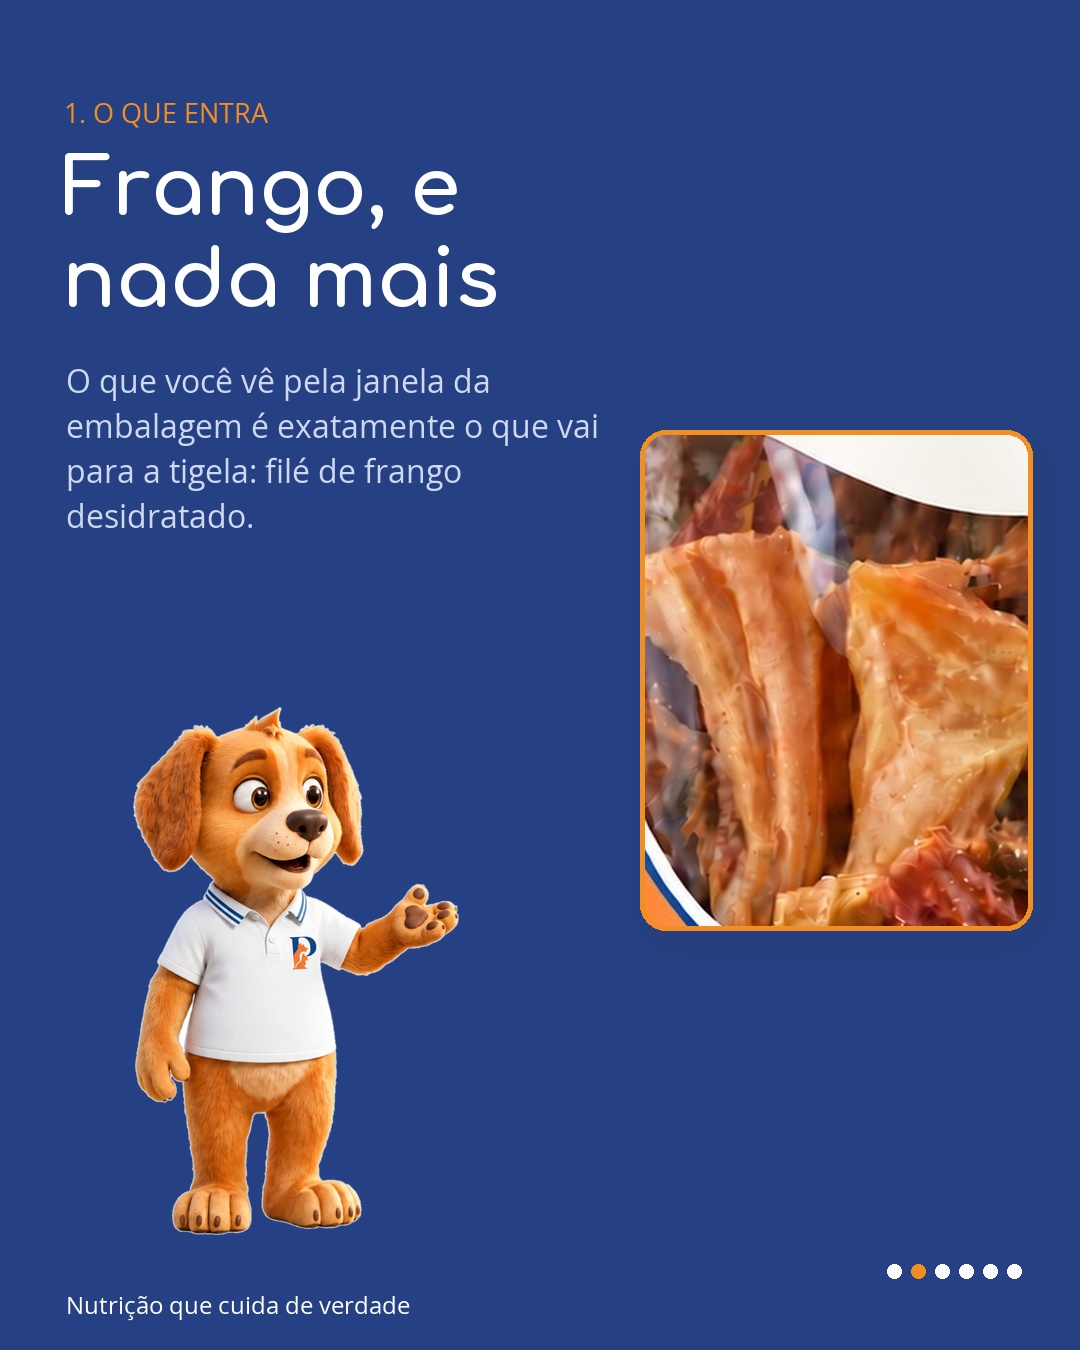 1. O QUE ENTRA
Frango, e
nada mais
O que você vê pela janela da
embalagem é exatamente o que vai
para a tigela: filé de frango
desidratado.
P
Nutrição que cuida de verdade